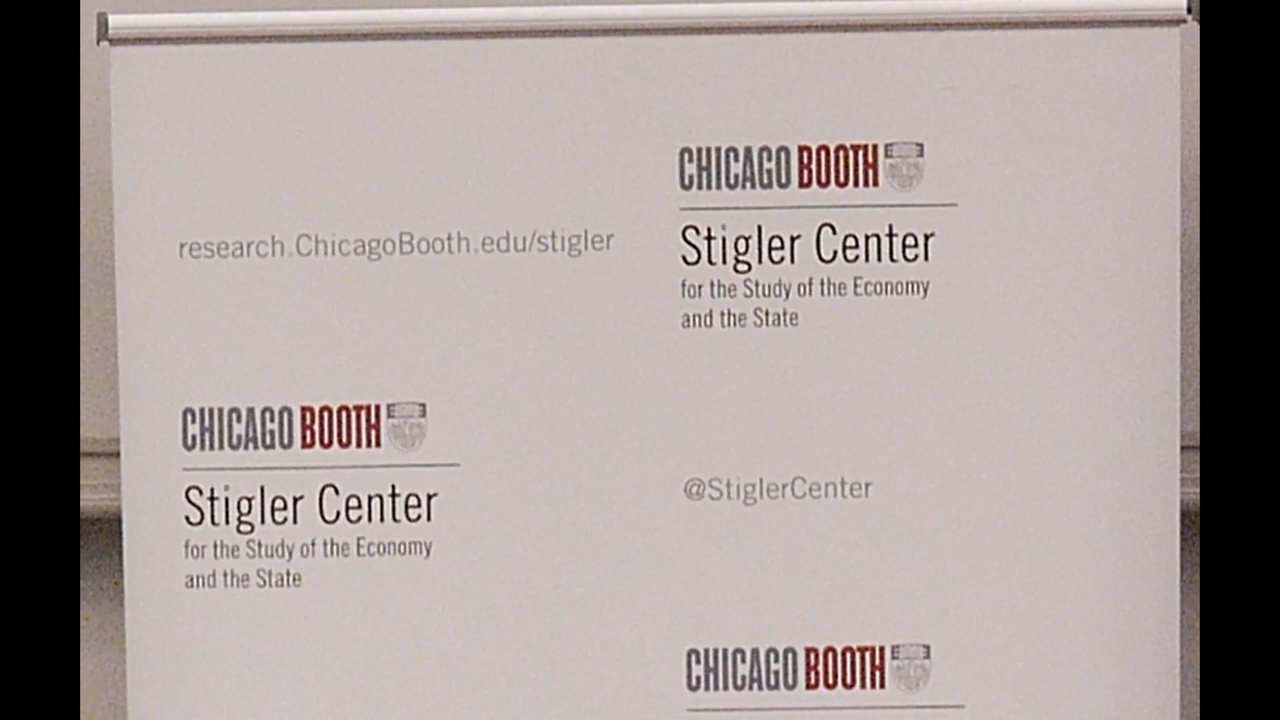 CHICAGO BOOTH
research.ChicagoBooth.edu/stigler
Stigler Center
for the Study of the Economy
and the State
CHICAGO BOOTH
Stigler Center
for the Study of the Economy
and the State
@StiglerCenter
CHICAGO BOOTH